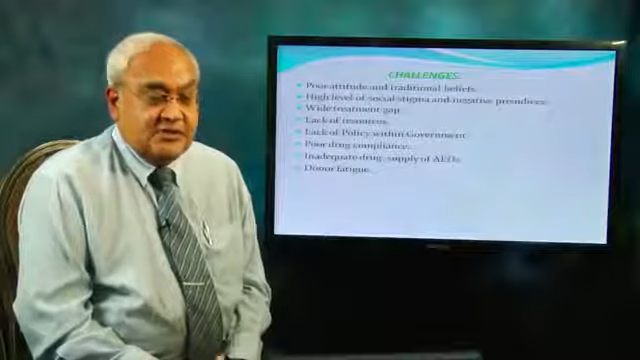 CHALLENGES:
Poor attitude and traditional beliefs.
High level of social stigma and negative prejudices.
Wide treatment gap.
Lack of resources.
Lack of Policy within Government.
Poor drug compliance.
Inadequate drug supply of AEDs.
Donor fatigue.